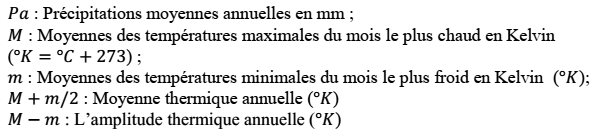 Pa : Précipitations moyennes annuelles en mm ;
M : Moyennes des températures maximales du mois le plus chaud en Kelvin
(°K = °C + 273) ;
m : Moyennes des températures minimales du mois le plus froid en Kelvin (°K);
M + m/2 : Moyenne thermique annuelle (°K)
M − m : L’amplitude thermique annuelle (°K)